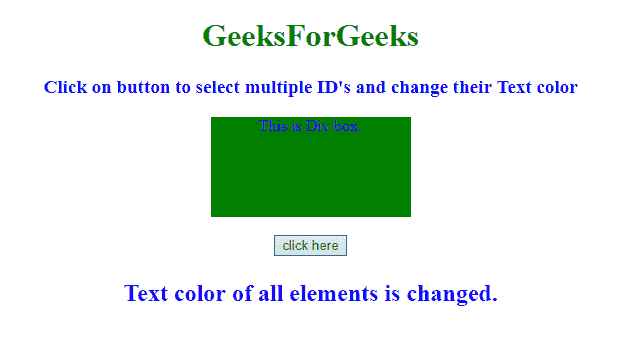 GeeksForGeeks
Click on button to select multiple ID's and change their Text color
This is Div box.
click here
Text color of all elements is changed.